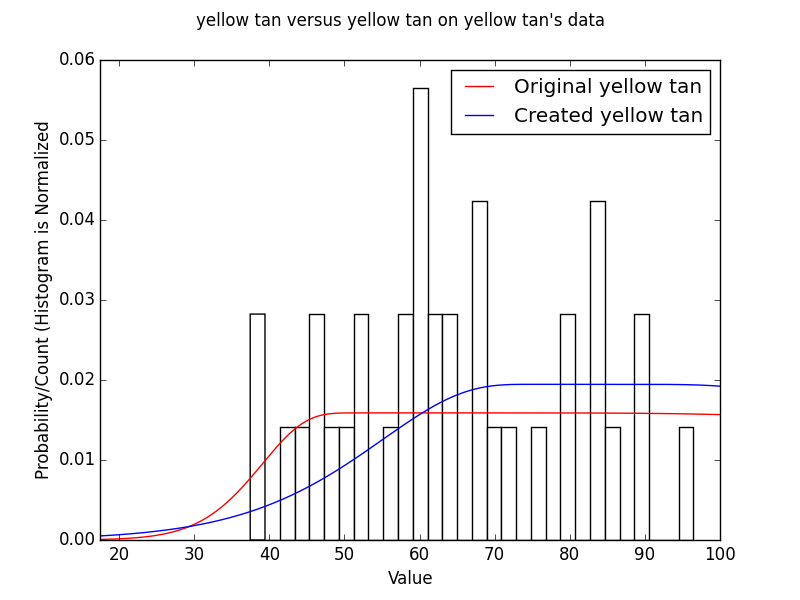 yellow tan versus yellow tan on yellow tan's data
0.06
0.05
0.04
0.03
0.02
0.01
0.00
Probability/Count (Histogram is Normalized
Original yellow tan
Created yellow tan
20 30 40 50 60 70 80 90 100
Value